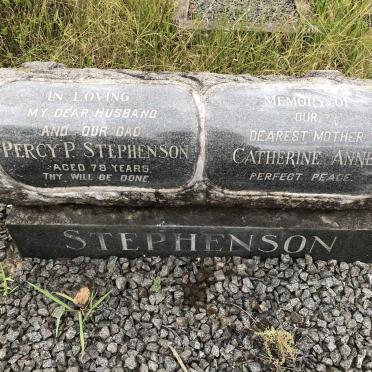 IN LOVING
MY DEAR HUSBAND
AND OUR DAD
PERCY P. STEPHENSON
AGED 78 YEARS.
THY WILL BE DONE.
MEMORY OF
OUR
DEAREST MOTHER
CATHERINE ANNE
PERFECT PEACE.
STEPHENSON